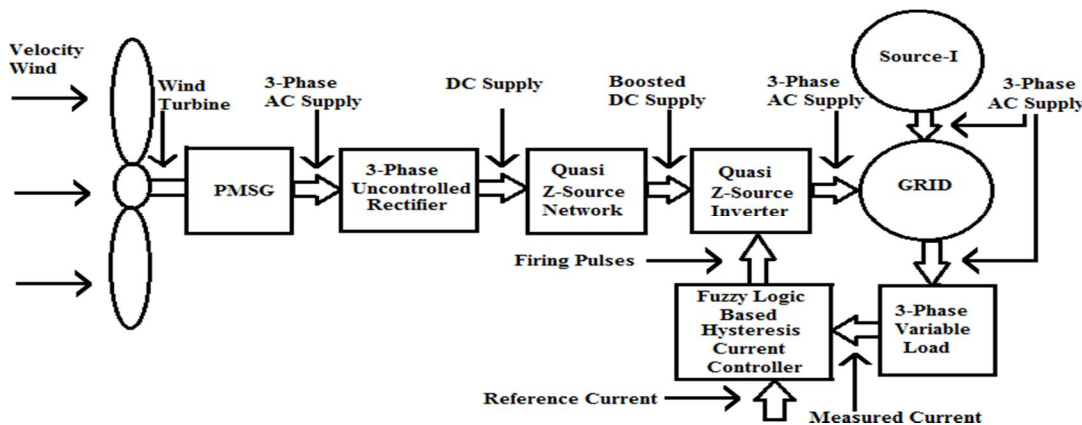 Velocity
Wind
Wind
Turbine
3-Phase
AC Supply
DC Supply
Boosted
DC Supply
3-Phase
AC Supply
Source-I
3-Phase
AC Supply
PMSG
3-Phase
Uncontrolled
Rectifier
Quasi
Z-Source
Network
Quasi
Z-Source
Inverter
GRID
Firing Pulses
Fuzzy Logic
Based
Hysteresis
Current
Controller
3-Phase
Variable
Load
Reference Current
Measured Current